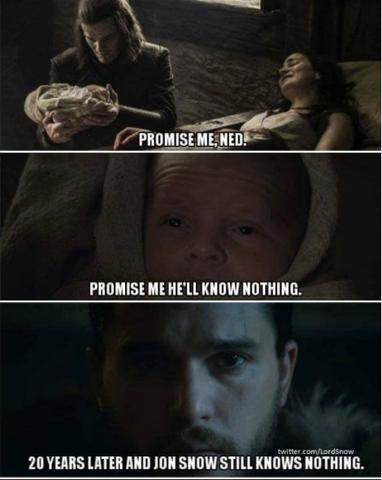 PROMISE ME, NED.
PROMISE ME HE'LL KNOW NOTHING.
twitter.com/LordSnow
20 YEARS LATER AND JON SNOW STILL KNOWS NOTHING.